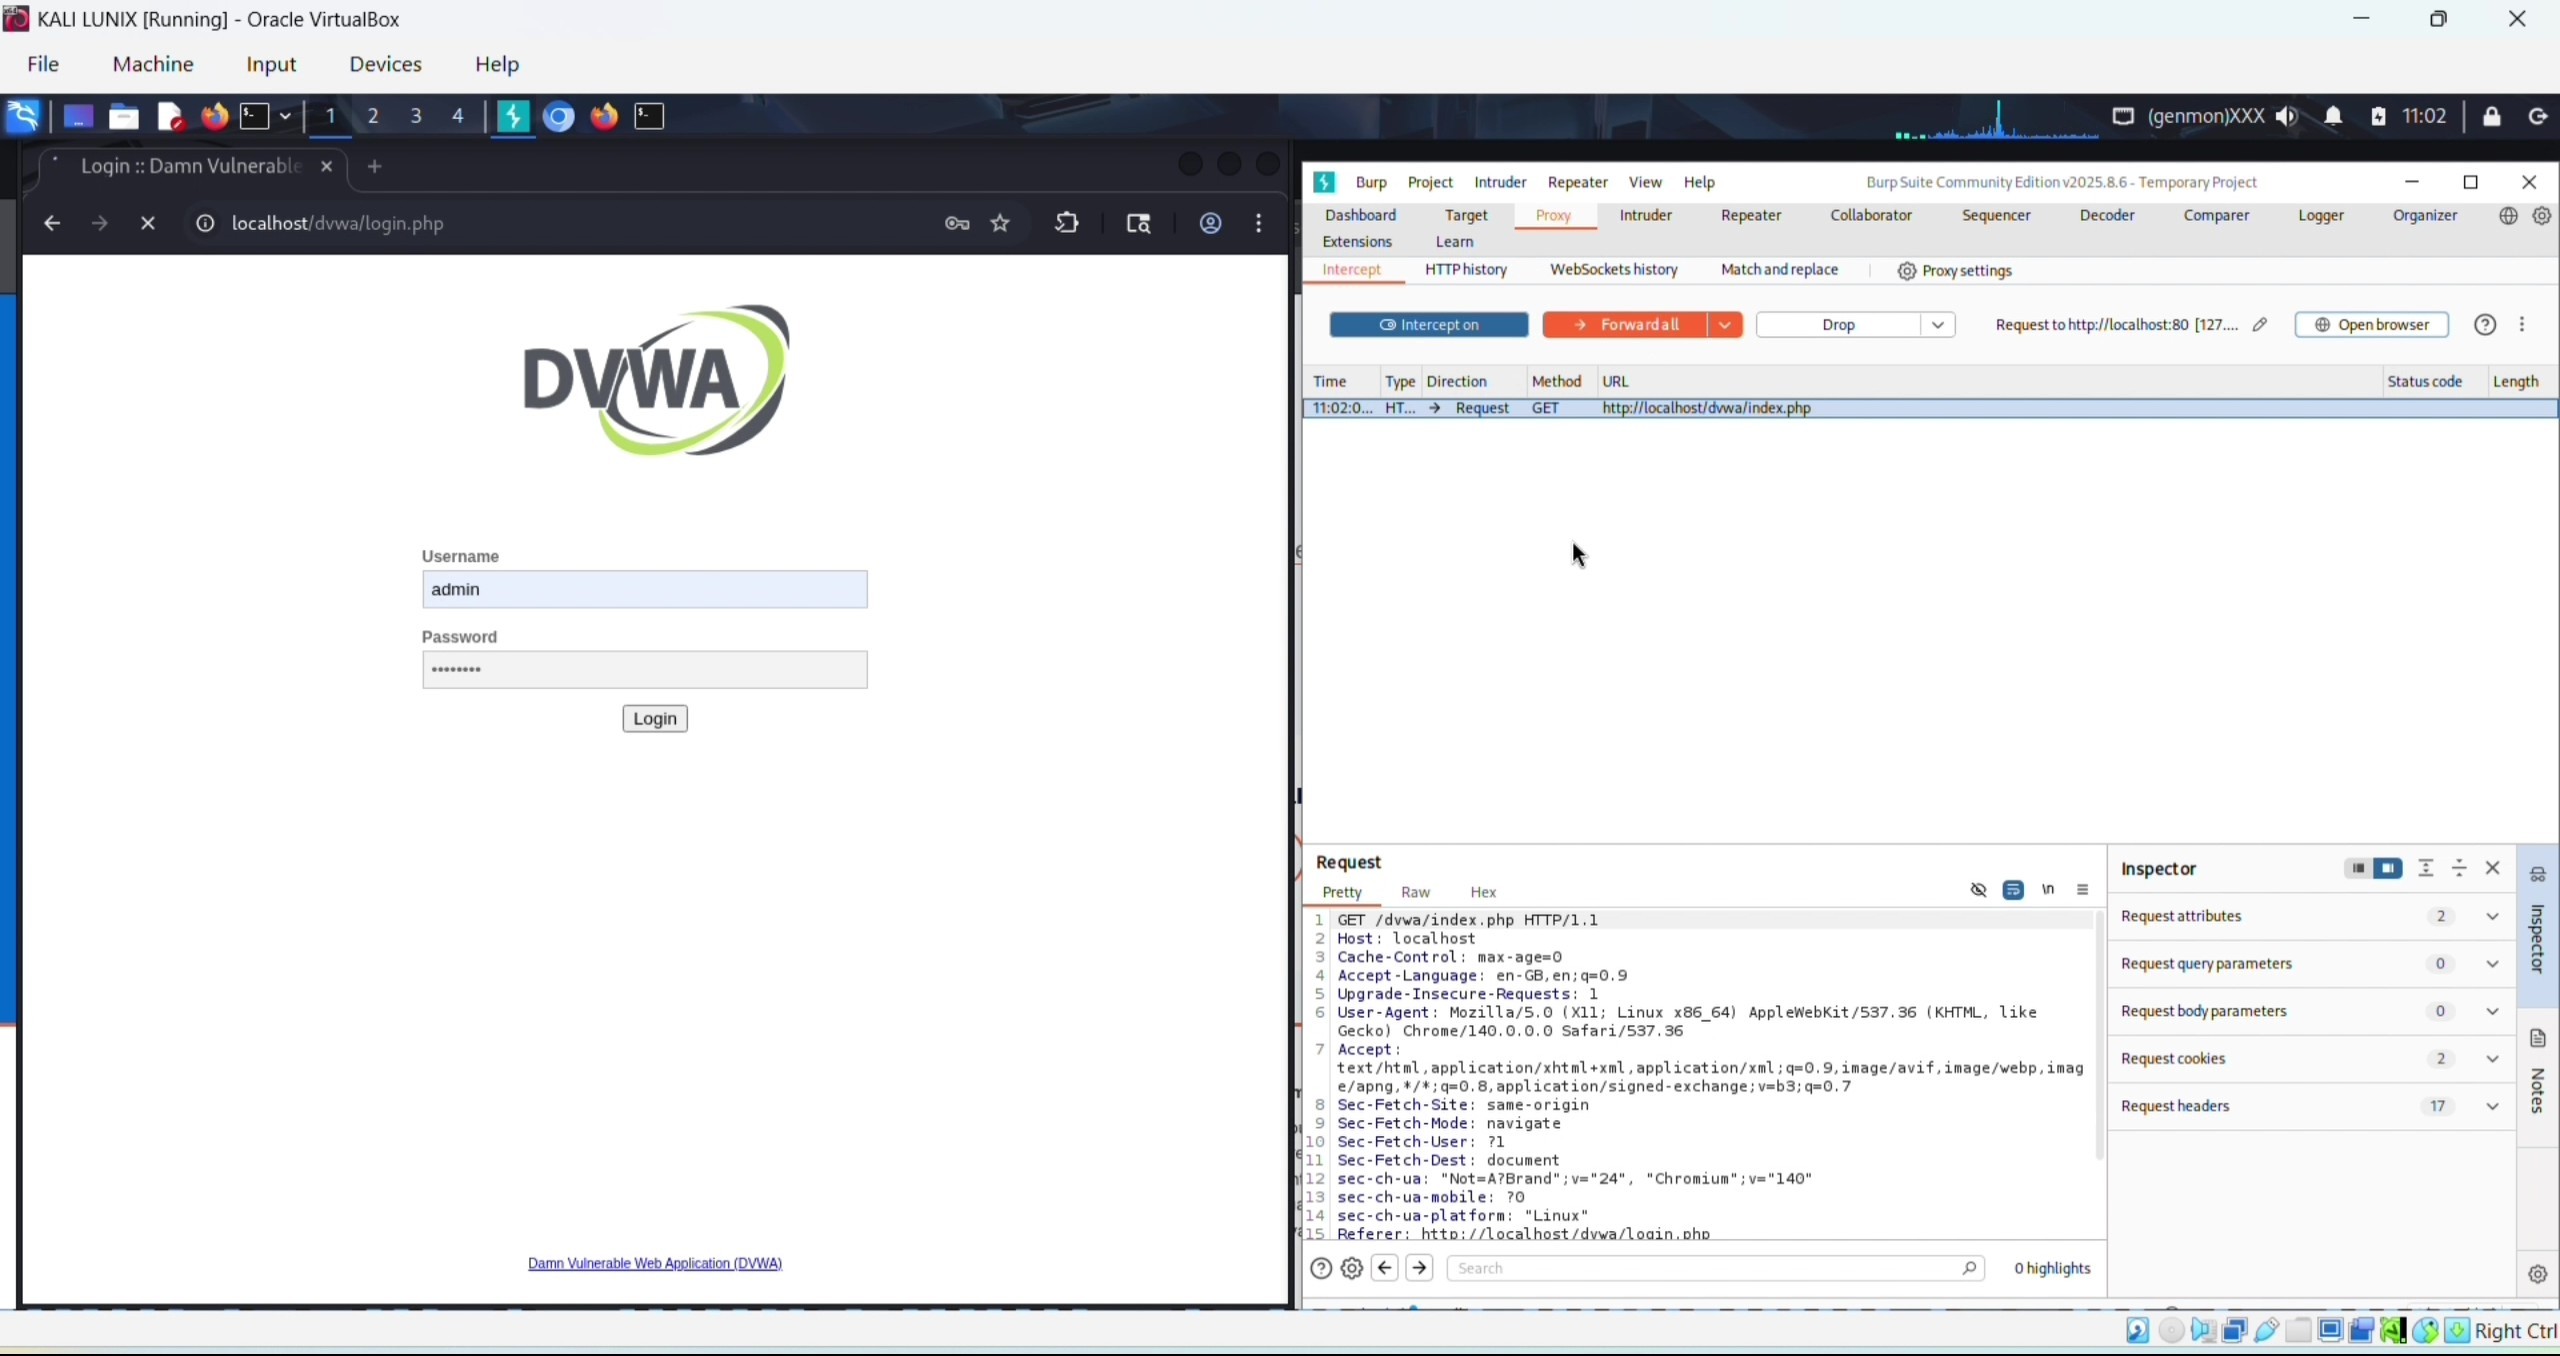 KALI LUNIX [Running] - Oracle VirtualBox
File Machine Input Devices Help
1 2 3 4 (genmon)XXX 11:02
Login :: Damn Vulnerable
localhost/dvwa/login.php
DVWA
Username
admin
Password
••••••••
Login
Damn Vulnerable Web Application (DVWA)
Burp Project Intruder Repeater View Help Burp Suite Community Edition v2025.8.6 - Temporary Project
Dashboard Target Proxy Intruder Repeater Collaborator Sequencer Decoder Comparer Logger Organizer
Extensions Learn
Intercept HTTP history WebSockets history Match and replace Proxy settings
Intercept on Forward all Drop Request to http://localhost:80 [127.... Open browser
Time Type Direction Method URL Status code Length
11:02:0... HT... → Request GET http://localhost/dvwa/index.php
Request
Pretty Raw Hex \n
1 GET /dvwa/index.php HTTP/1.1
2 Host: localhost
3 Cache-Control: max-age=0
4 Accept-Language: en-GB,en;q=0.9
5 Upgrade-Insecure-Requests: 1
6 User-Agent: Mozilla/5.0 (X11; Linux x86_64) AppleWebKit/537.36 (KHTML, like
Gecko) Chrome/140.0.0.0 Safari/537.36
7 Accept:
text/html,application/xhtml+xml,application/xml;q=0.9,image/avif,image/webp,imag
e/apng,*/*;q=0.8,application/signed-exchange;v=b3;q=0.7
8 Sec-Fetch-Site: same-origin
9 Sec-Fetch-Mode: navigate
10 Sec-Fetch-User: ?1
11 Sec-Fetch-Dest: document
12 sec-ch-ua: "Not=A?Brand";v="24", "Chromium";v="140"
13 sec-ch-ua-mobile: ?0
14 sec-ch-ua-platform: "Linux"
15 Referer: http://localhost/dvwa/login.php
Search 0 highlights
Inspector
Request attributes 2
Request query parameters 0
Request body parameters 0
Request cookies 2
Request headers 17
Inspector
Notes
Right Ctrl